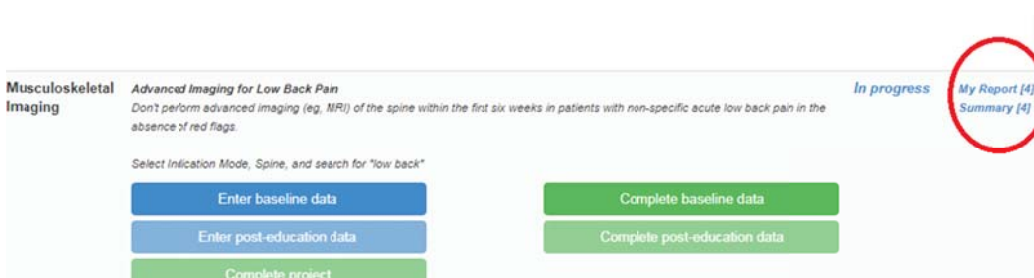 Musculoskeletal Imaging
Advanced Imaging for Low Back Pain
Don't perform advanced imaging (eg, MRI) of the spine within the first six weeks in patients with non-specific acute low back pain in the
absence of red flags.
Select Indication Mode, Spine, and search for "low back"
In progress
My Report [4]
Summary [4]
Enter baseline data
Complete baseline data
Enter post-education data
Complete post-education data
Complete project